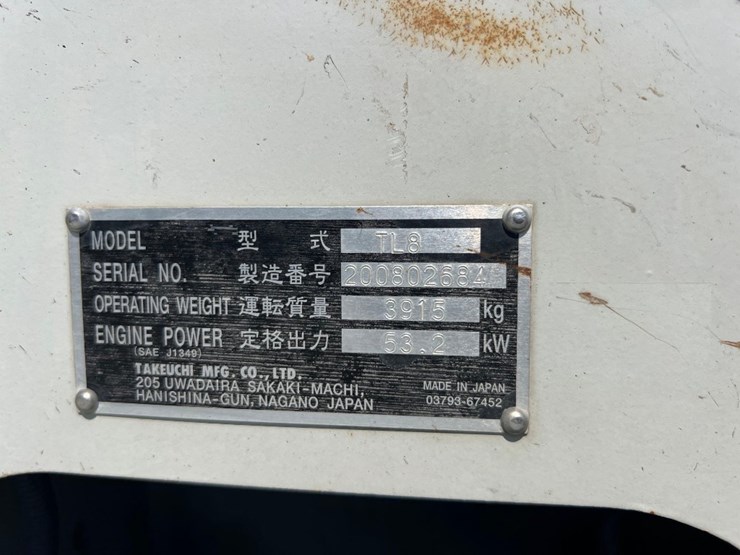 MODEL 型 式 TL8
SERIAL NO. 製造番号 200802684
OPERATING WEIGHT 運転質量 3915 kg
ENGINE POWER 定格出力 53.2 kW
(SAE J1349)
TAKEUCHI MFG. CO., LTD.
205 UWADAIRA SAKAKI-MACHI,
HANISHINA-GUN, NAGANO JAPAN
MADE IN JAPAN
03793-67452